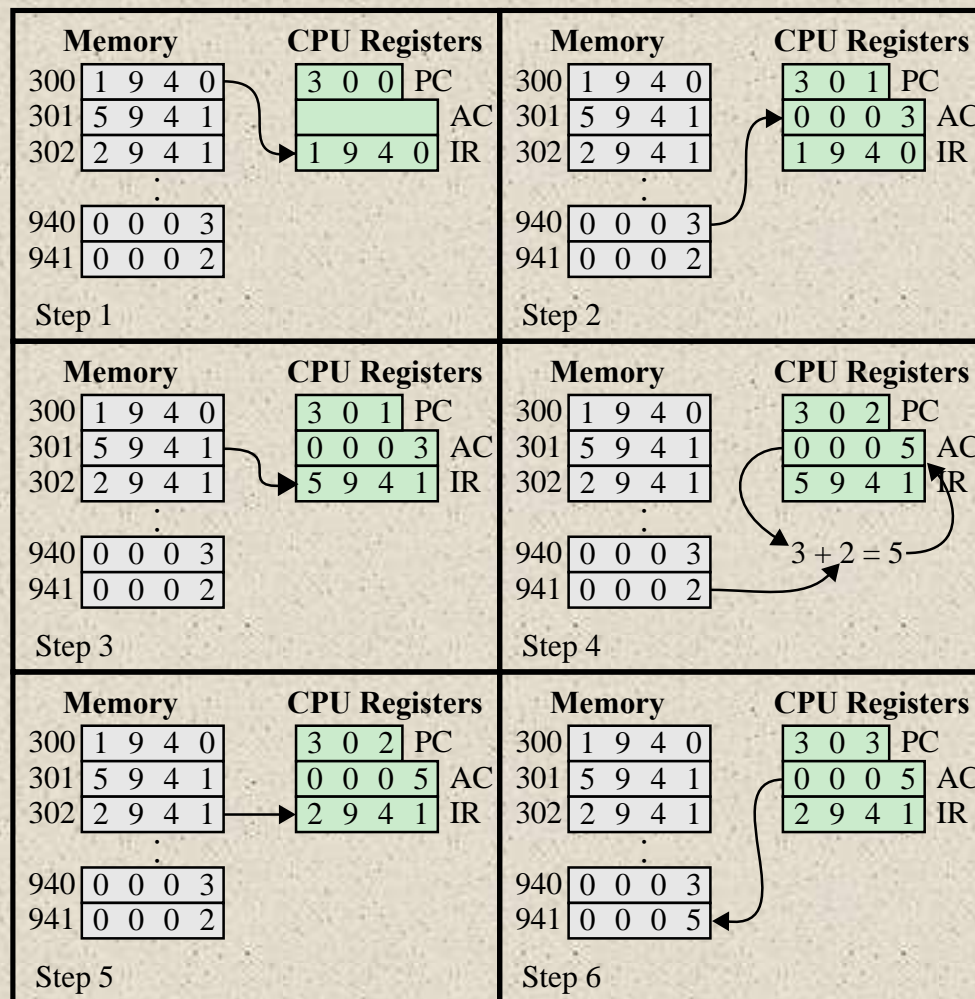 Memory CPU Registers
300 1 9 4 0 3 0 0 PC
301 5 9 4 1 AC
302 2 9 4 1 1 9 4 0 IR
940 0 0 0 3
941 0 0 0 2
Step 1
Memory CPU Registers
300 1 9 4 0 3 0 1 PC
301 5 9 4 1 0 0 0 3 AC
302 2 9 4 1 1 9 4 0 IR
940 0 0 0 3
941 0 0 0 2
Step 2
Memory CPU Registers
300 1 9 4 0 3 0 1 PC
301 5 9 4 1 0 0 0 3 AC
302 2 9 4 1 5 9 4 1 IR
940 0 0 0 3
941 0 0 0 2
Step 3
Memory CPU Registers
300 1 9 4 0 3 0 2 PC
301 5 9 4 1 0 0 0 5 AC
302 2 9 4 1 5 9 4 1 IR
940 0 0 0 3 3 + 2 = 5
941 0 0 0 2
Step 4
Memory CPU Registers
300 1 9 4 0 3 0 2 PC
301 5 9 4 1 0 0 0 5 AC
302 2 9 4 1 2 9 4 1 IR
940 0 0 0 3
941 0 0 0 2
Step 5
Memory CPU Registers
300 1 9 4 0 3 0 3 PC
301 5 9 4 1 0 0 0 5 AC
302 2 9 4 1 2 9 4 1 IR
940 0 0 0 3
941 0 0 0 5
Step 6